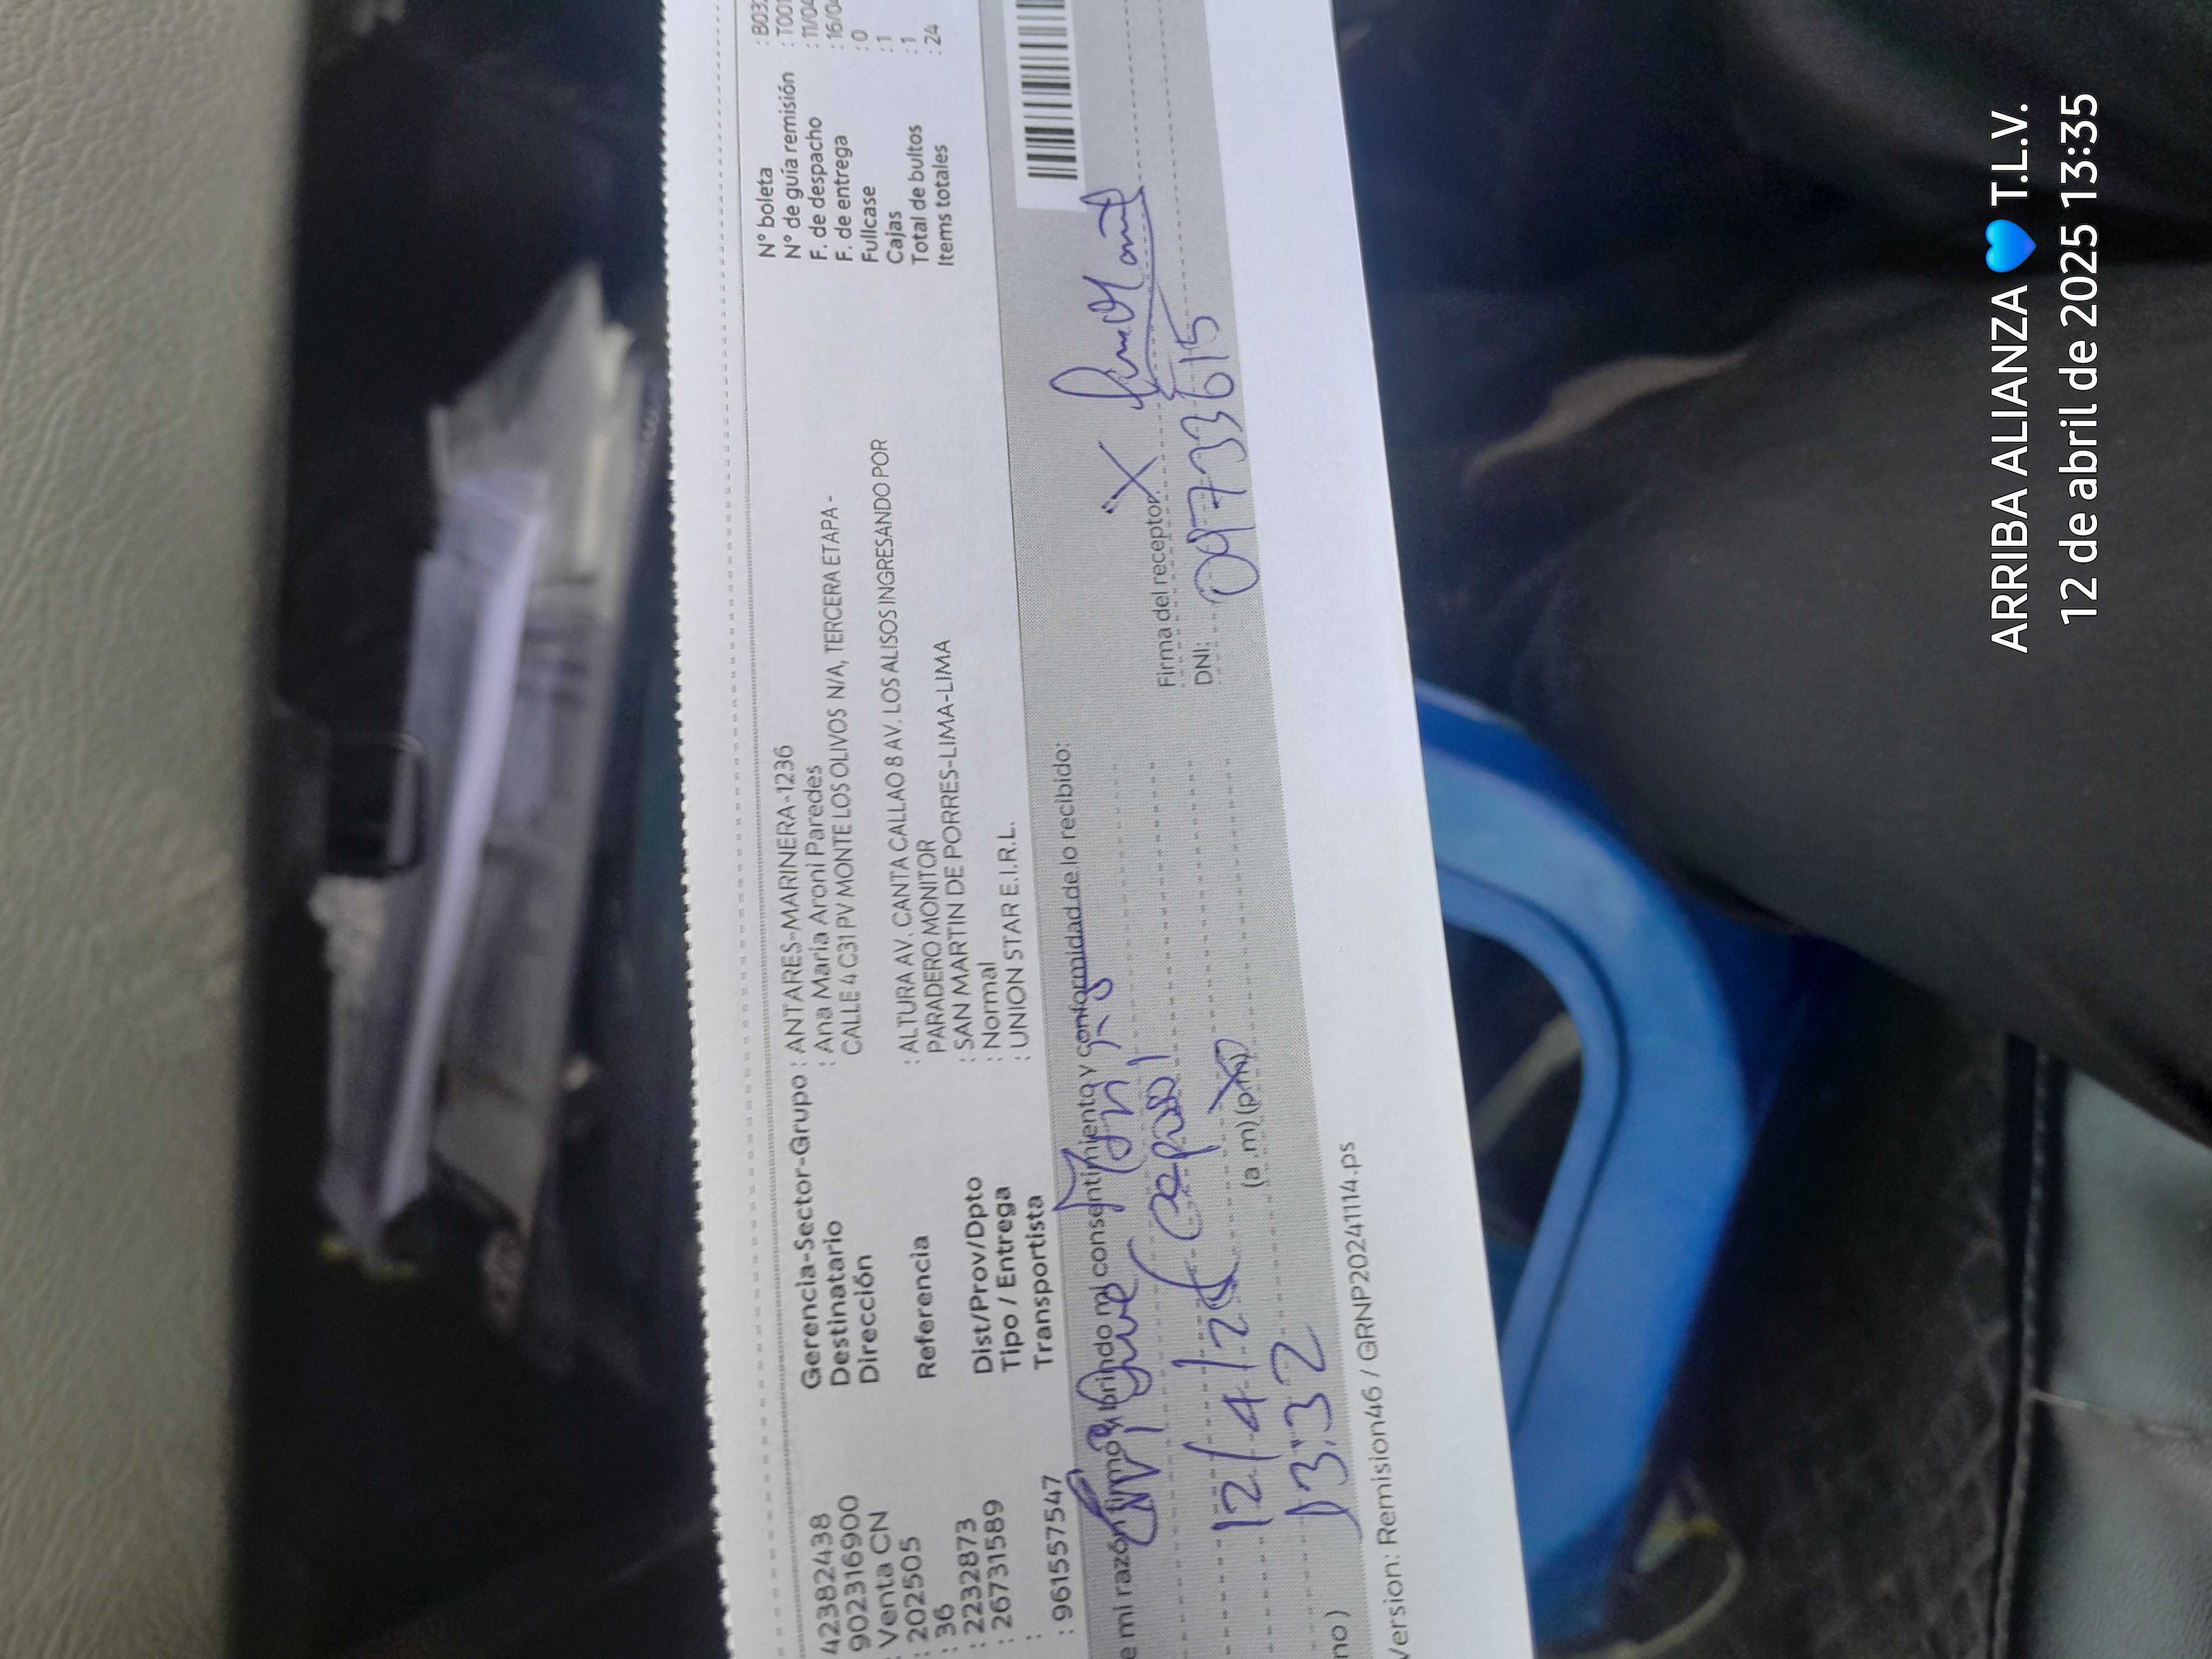 42382438
902316900
Venta CN
: 202505
: 36
: 2232873
: 26731589
:
: 961557547
Gerencia-Sector-Grupo : ANTARES-MARINERA-1236
Destinatario : Ana Maria Aroni Paredes
Dirección : CALLE 4 C31 PV MONTE LOS OLIVOS N/A, TERCERA ETAPA -
Referencia : ALTURA AV. CANTA CALLAO 8 AV. LOS ALISOS INGRESANDO POR
PARADERO MONITOR
Dist/Prov/Dpto : SAN MARTIN DE PORRES-LIMA-LIMA
Tipo / Entrega : Normal
Transportista : UNION STAR E.I.R.L.
N° boleta : B03
N° de guía remisión : T001
F. de despacho : 11/04
F. de entrega : 16/04
Fullcase : 0
Cajas : 1
Total de bultos : 1
Items totales : 24
e mi razón firmo y brindo mi consentimiento y conformidad de lo recibido:
12/4/25
13:32 (a.m) (p.m)
no)
Firma del receptor: X
DNI: 09733615
Version: Remision46 / GRNP20241114.ps
ARRIBA ALIANZA 💙 T.L.V.
12 de abril de 2025 13:35